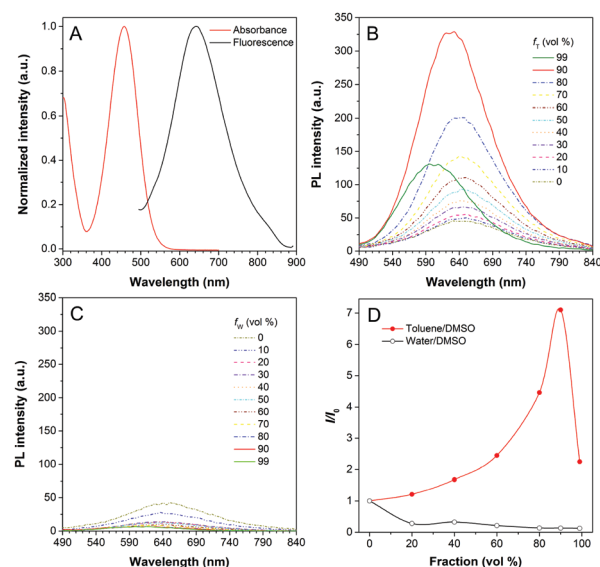 A
Absorbance
Fluorescence
Normalized intensity (a.u.)
1.0
0.8
0.6
0.4
0.2
0.0
300 400 500 600 700 800 900
Wavelength (nm)
B
fT (vol %)
99
90
80
70
60
50
40
30
20
10
0
PL intensity (a.u.)
350
300
250
200
150
100
50
0
490 540 590 640 690 740 790 840
Wavelength (nm)
C
fW (vol %)
0
10
20
30
40
50
60
70
80
90
99
PL intensity (a.u.)
350
300
250
200
150
100
50
0
490 540 590 640 690 740 790 840
Wavelength (nm)
D
Toluene/DMSO
Water/DMSO
I/I0
7
6
5
4
3
2
1
0
0 20 40 60 80 100
Fraction (vol %)